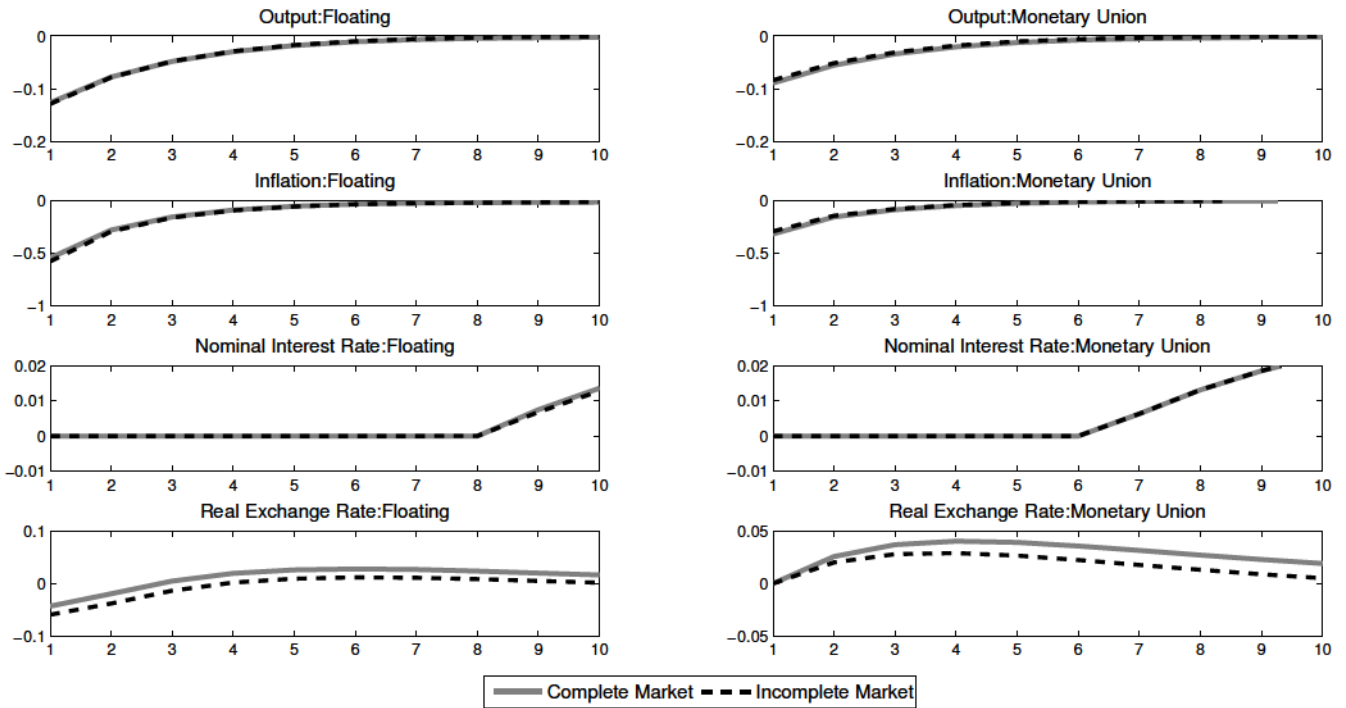 Output:Floating
0
−0.1
−0.2
1 2 3 4 5 6 7 8 9 10
Output:Monetary Union
0
−0.1
−0.2
1 2 3 4 5 6 7 8 9 10
Inflation:Floating
0
−0.5
−1
1 2 3 4 5 6 7 8 9 10
Inflation:Monetary Union
0
−0.5
−1
1 2 3 4 5 6 7 8 9 10
Nominal Interest Rate:Floating
0.02
0.01
0
−0.01
1 2 3 4 5 6 7 8 9 10
Nominal Interest Rate:Monetary Union
0.02
0.01
0
−0.01
1 2 3 4 5 6 7 8 9 10
Real Exchange Rate:Floating
0.1
0
−0.1
1 2 3 4 5 6 7 8 9 10
Real Exchange Rate:Monetary Union
0.05
0
−0.05
1 2 3 4 5 6 7 8 9 10
Complete Market Incomplete Market